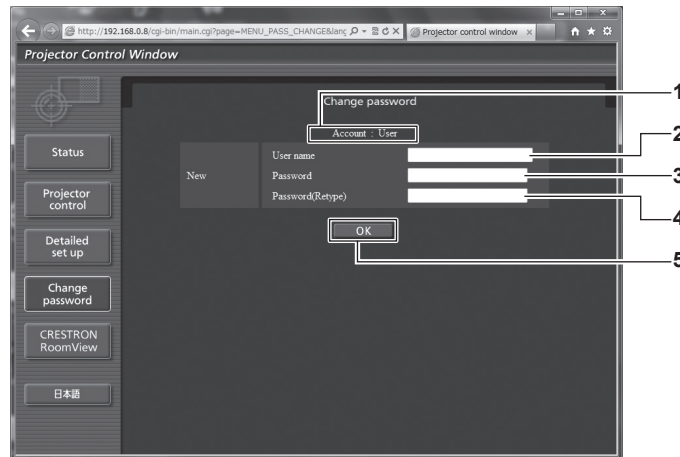 http://192.168.0.8/cgi-bin/main.cgi?page=MENU_PASS_CHANGE&lang
Projector control window
Projector Control Window
Change password
Account : User
New
User name
Password
Password(Retype)
OK
Status
Projector
control
Detailed
set up
Change
password
CRESTRON
RoomView
日本語
1
2
3
4
5